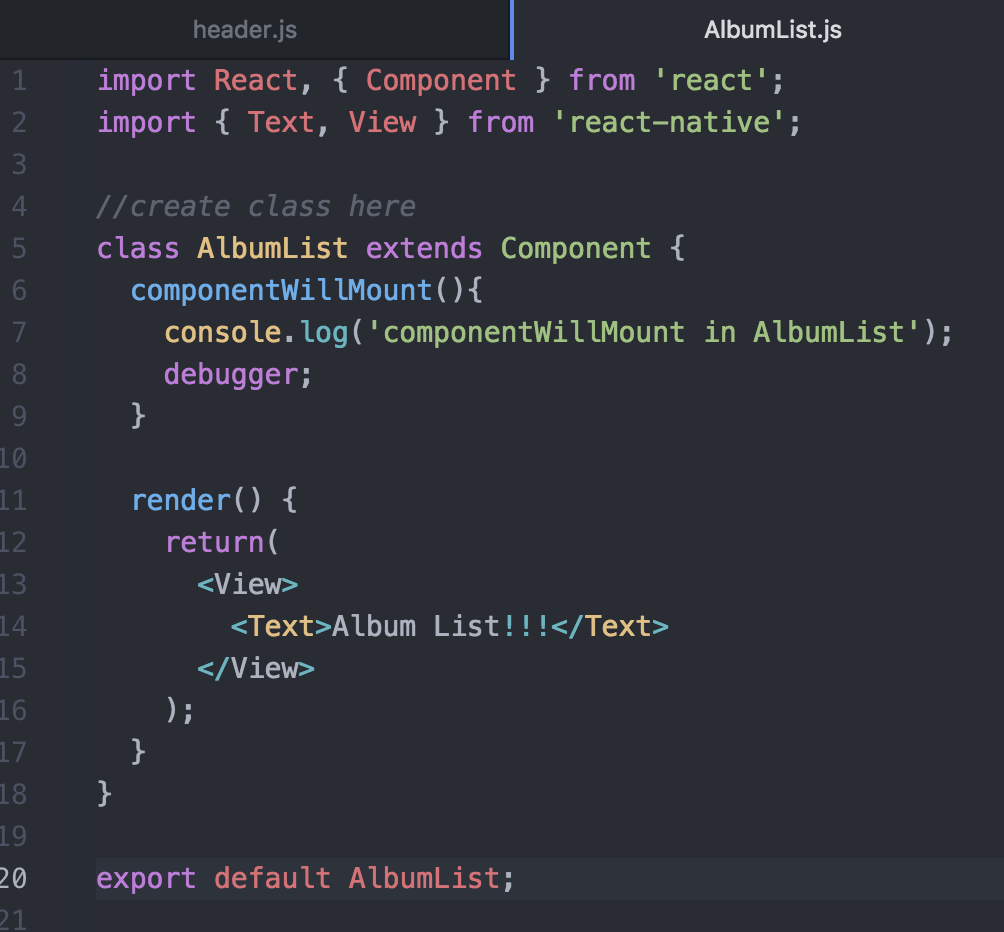 header.js
AlbumList.js
1 import React, { Component } from 'react';
2 import { Text, View } from 'react-native';
3
4 //create class here
5 class AlbumList extends Component {
6   componentWillMount(){
7     console.log('componentWillMount in AlbumList');
8     debugger;
9   }
10
11   render() {
12     return(
13       <View>
14         <Text>Album List!!!</Text>
15       </View>
16     );
17   }
18 }
19
20 export default AlbumList;
21